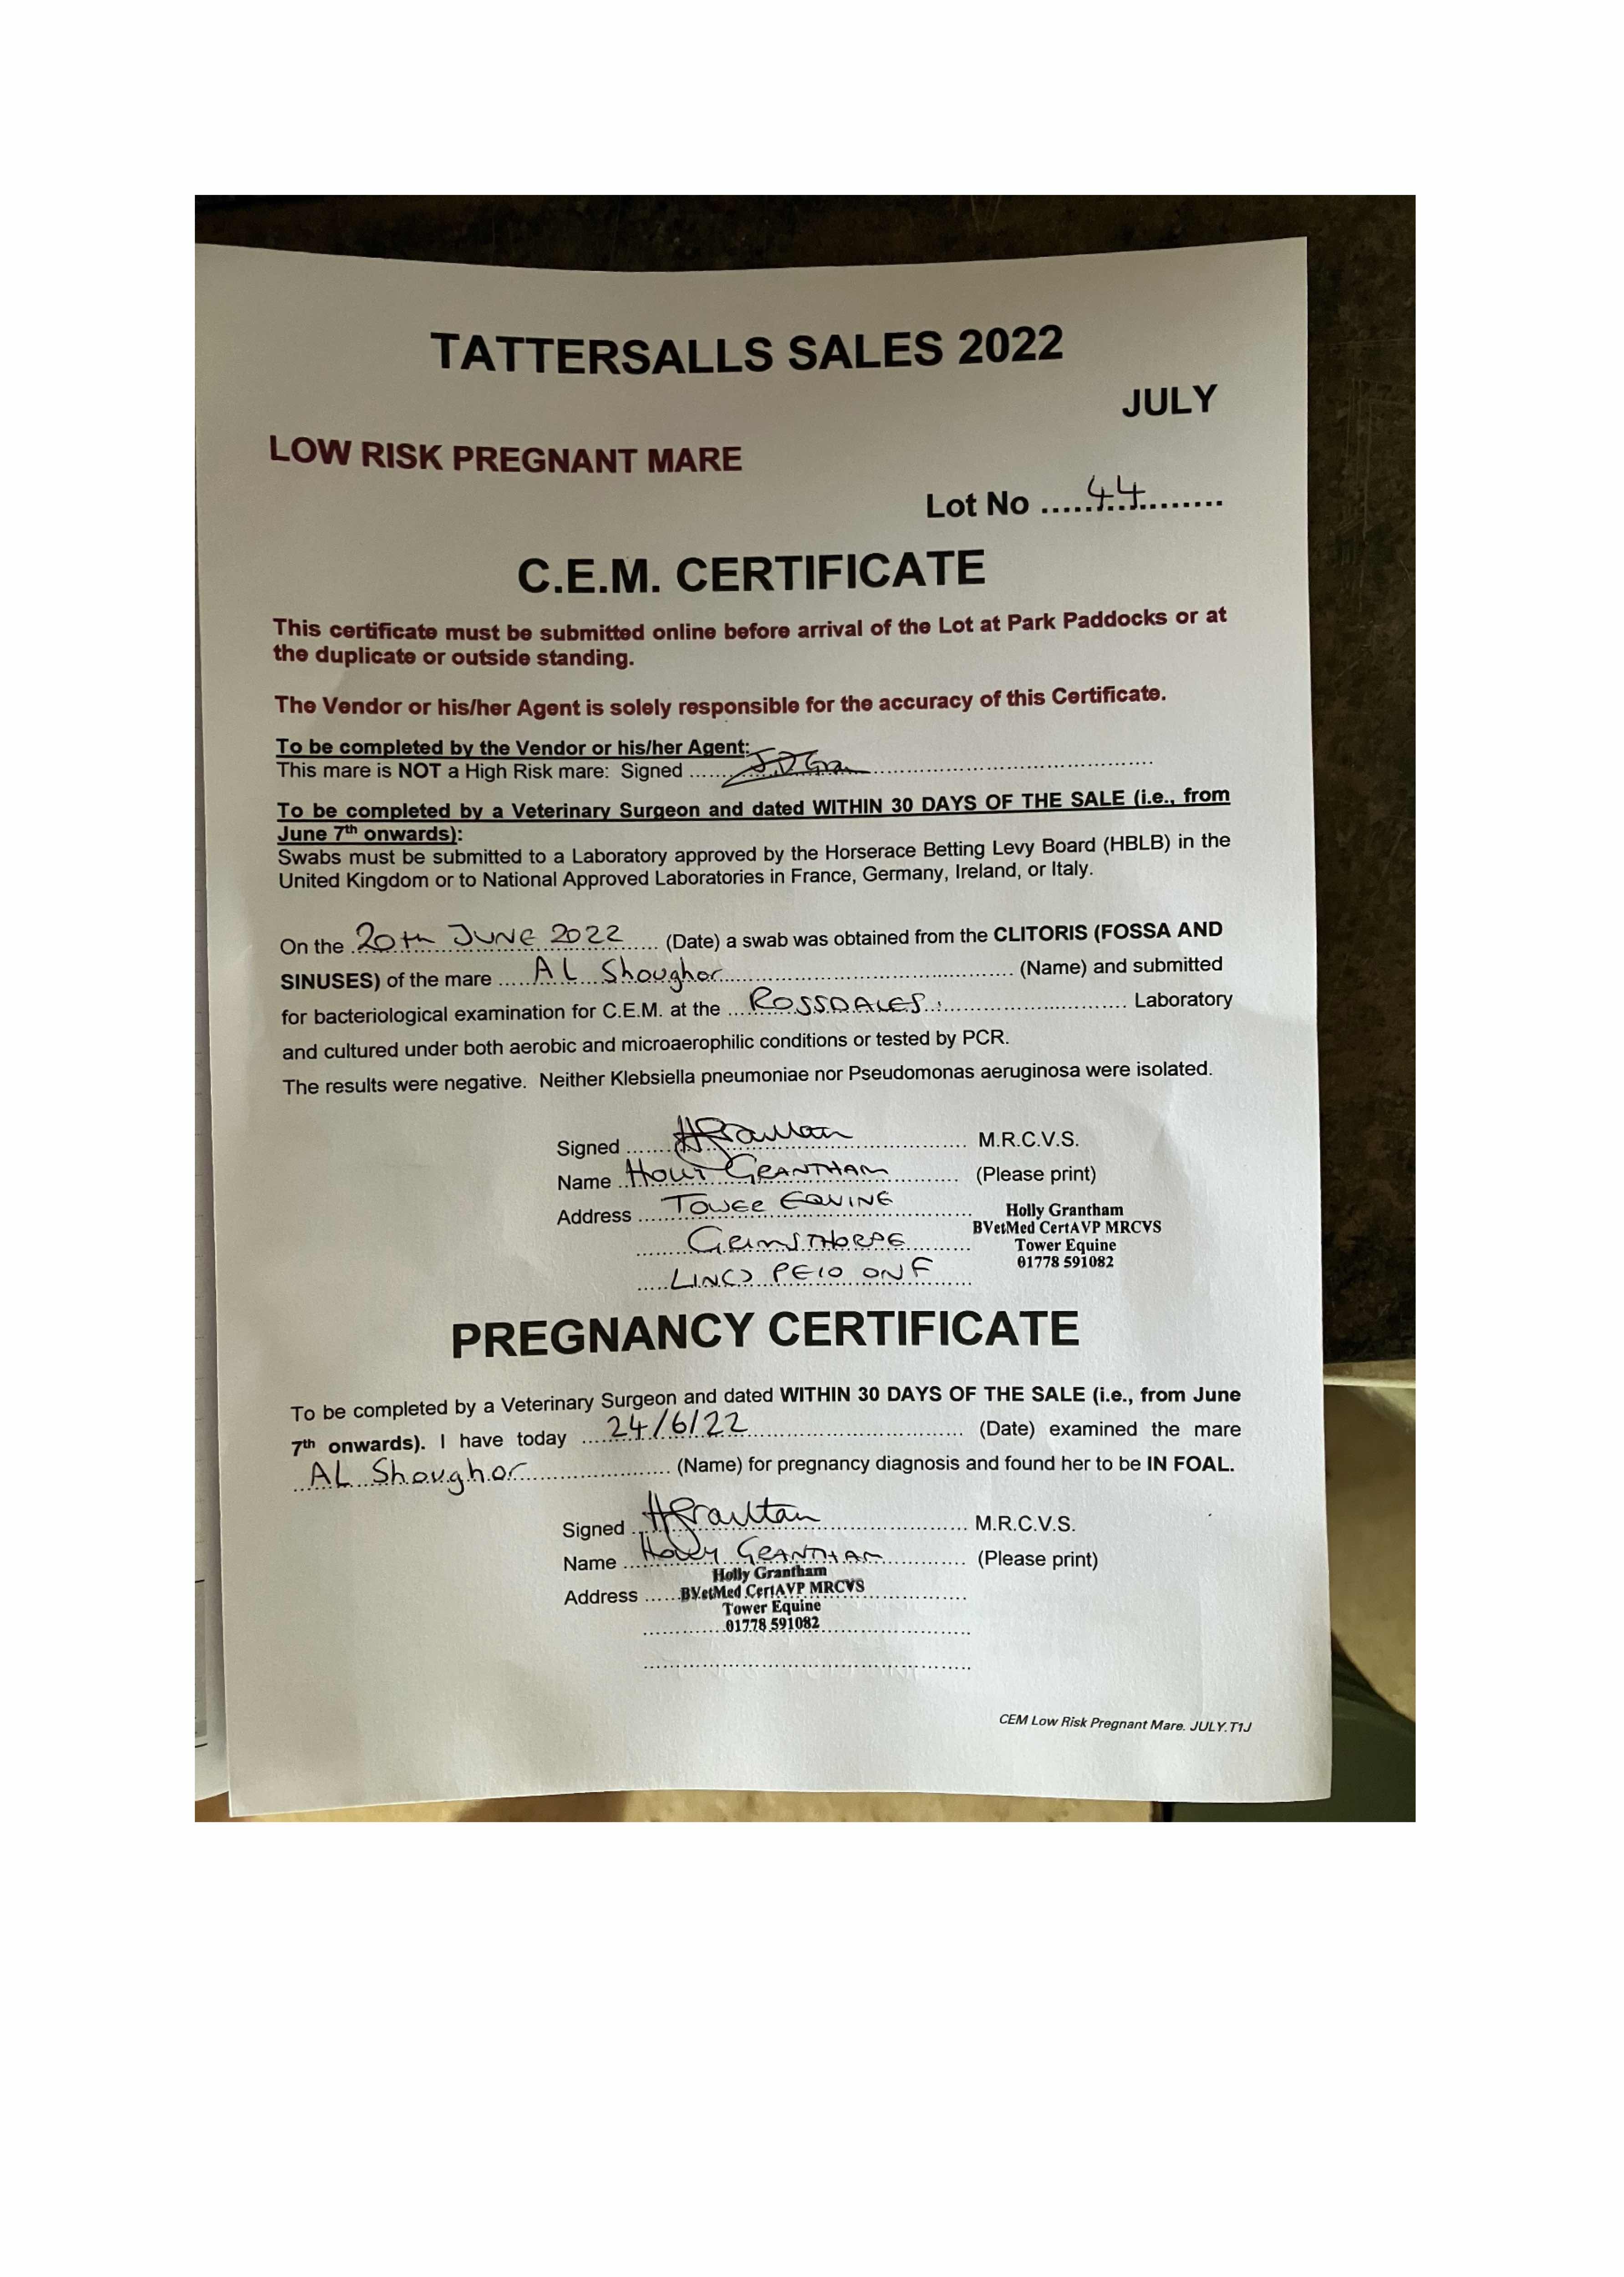 TATTERSALLS SALES 2022
JULY
LOW RISK PREGNANT MARE
Lot No ......44.........
C.E.M. CERTIFICATE
This certificate must be submitted online before arrival of the Lot at Park Paddocks or at
the duplicate or outside standing.
The Vendor or his/her Agent is solely responsible for the accuracy of this Certificate.
To be completed by the Vendor or his/her Agent:
This mare is NOT a High Risk mare: Signed
To be completed by a Veterinary Surgeon and dated WITHIN 30 DAYS OF THE SALE (i.e., from
June 7th onwards):
Swabs must be submitted to a Laboratory approved by the Horserace Betting Levy Board (HBLB) in the
United Kingdom or to National Approved Laboratories in France, Germany, Ireland, or Italy.
On the 20th JUNE 2022 (Date) a swab was obtained from the CLITORIS (FOSSA AND
SINUSES) of the mare AL Shoughor (Name) and submitted
for bacteriological examination for C.E.M. at the ROSSDALES Laboratory
and cultured under both aerobic and microaerophilic conditions or tested by PCR.
The results were negative. Neither Klebsiella pneumoniae nor Pseudomonas aeruginosa were isolated.
Signed M.R.C.V.S.
Name HOLLY GRANTHAM (Please print)
Address TOWER EQUINE
GRIMSTHORPE
LINCS PE10 0NF
Holly Grantham
BVetMed CertAVP MRCVS
Tower Equine
01778 591082
PREGNANCY CERTIFICATE
To be completed by a Veterinary Surgeon and dated WITHIN 30 DAYS OF THE SALE (i.e., from June
7th onwards). I have today 24/6/22 (Date) examined the mare
AL Shoughor (Name) for pregnancy diagnosis and found her to be IN FOAL.
Signed M.R.C.V.S.
Name HOLLY GRANTHAM (Please print)
Address
Holly Grantham
BVetMed CertAVP MRCVS
Tower Equine
01778 591082
CEM Low Risk Pregnant Mare. JULY.T1J